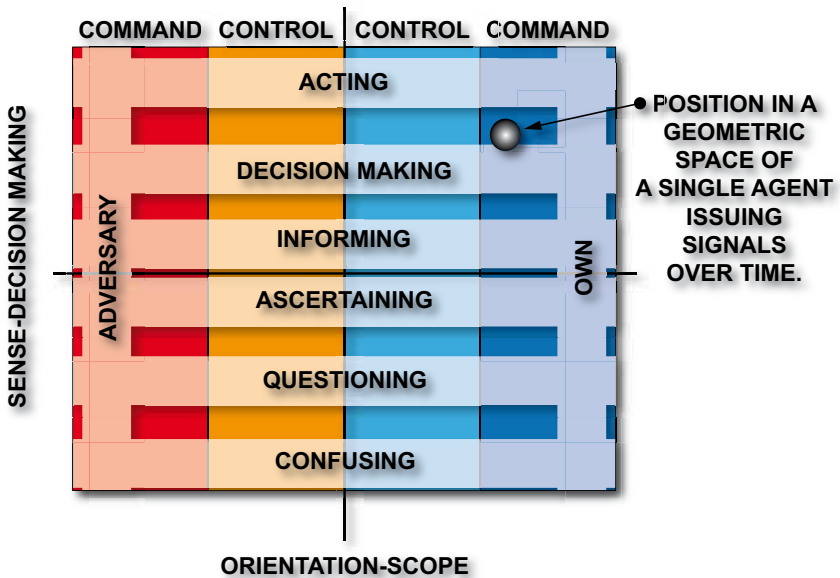 COMMAND CONTROL CONTROL COMMAND
ACTING
DECISION MAKING
INFORMING
ASCERTAINING
QUESTIONING
CONFUSING
ADVERSARY
OWN
SENSE-DECISION MAKING
ORIENTATION-SCOPE
POSITION IN A
GEOMETRIC
SPACE OF
A SINGLE AGENT
ISSUING
SIGNALS
OVER TIME.